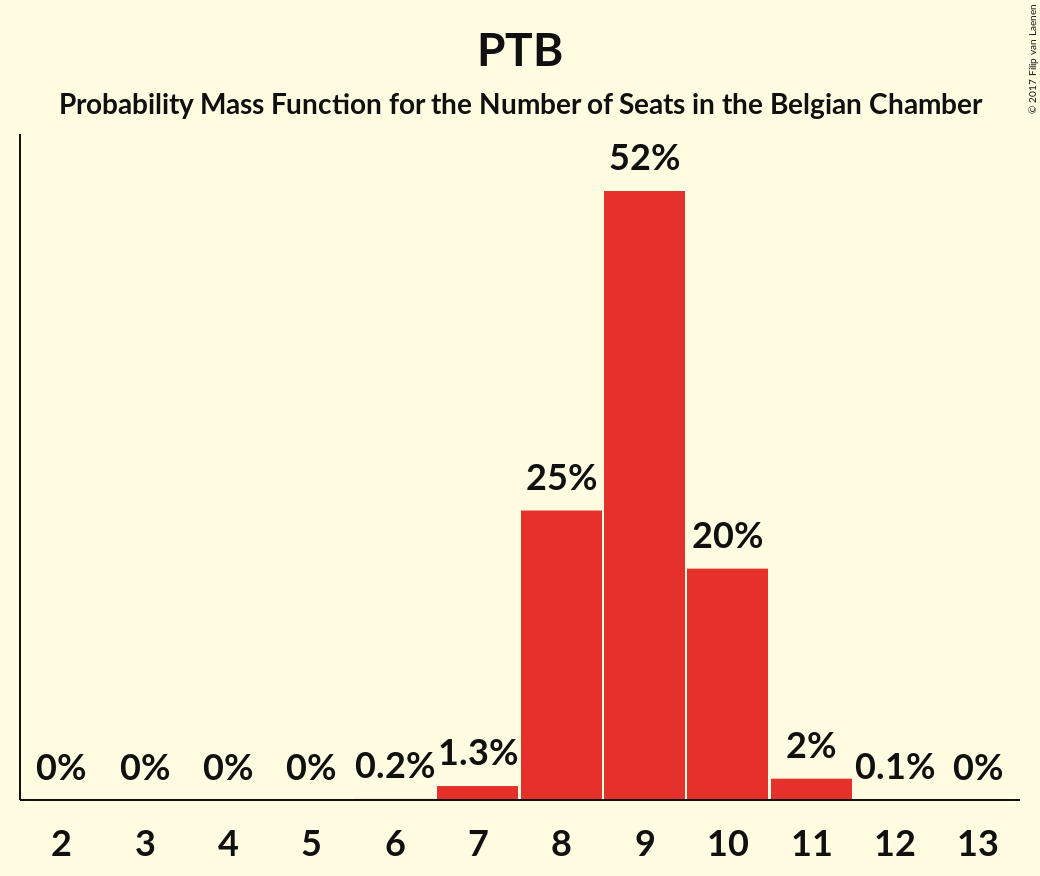 PTB
Probability Mass Function for the Number of Seats in the Belgian Chamber
© 2017 Filip van Laenen
52%
25%
20%
0% 0% 0% 0% 0.2% 1.3% 2% 0.1% 0%
2 3 4 5 6 7 8 9 10 11 12 13